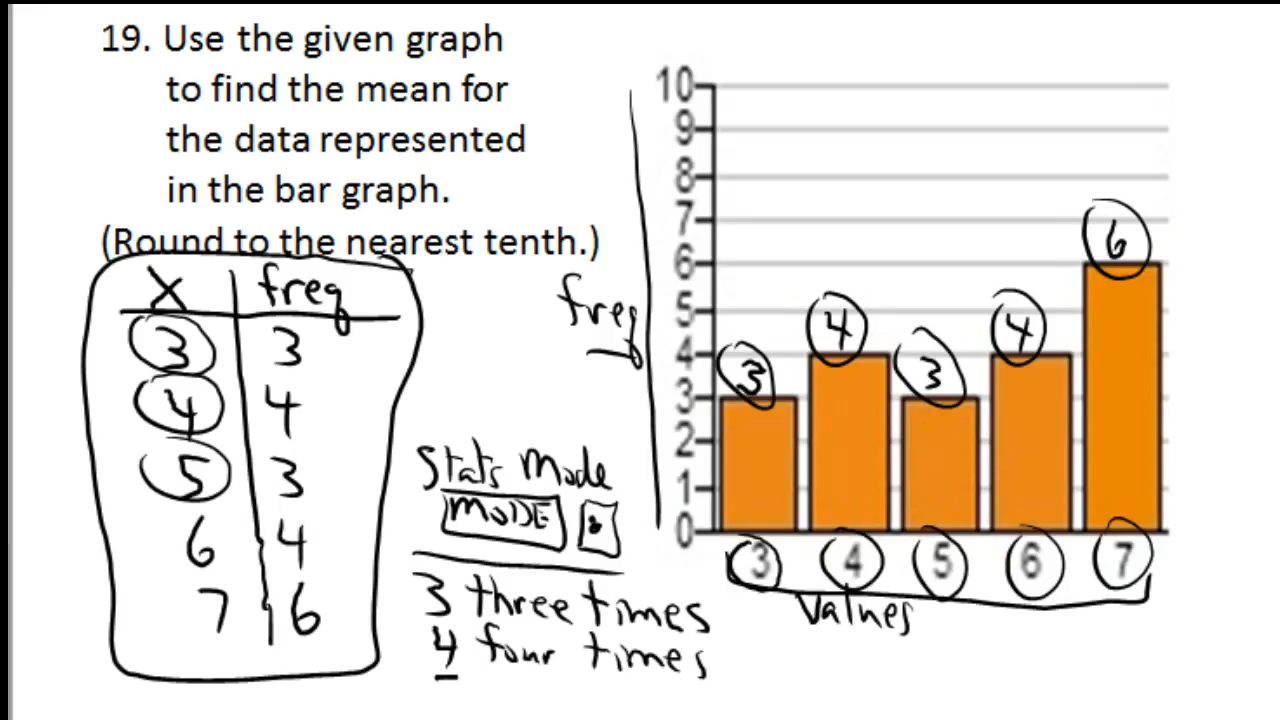 19. Use the given graph
to find the mean for
the data represented
in the bar graph.
(Round to the nearest tenth.)
X freq
3 3
4 4
5 3
6 4
7 6
Stats Mode
MODE
3 three times
4 four times
freq
10
9
8
7
6
5
4
3
2
1
0
3 4 3 4 6
3 4 5 6 7
Values